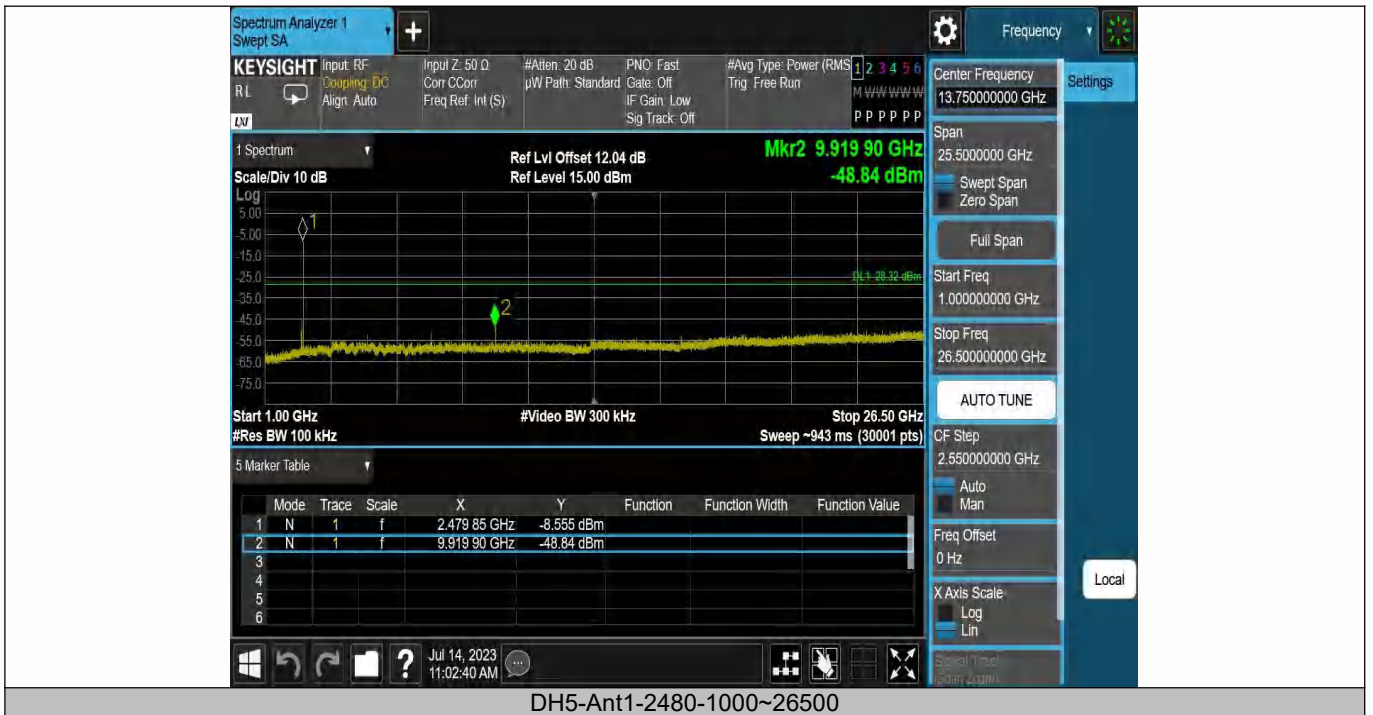 Spectrum Analyzer 1
Swept SA
+
Frequency
KEYSIGHT
RL
LXI
Input: RF
Coupling: DC
Align: Auto
Input Z: 50 Ω
Corr CCorr
Freq Ref: Int (S)
#Atten: 20 dB
µW Path: Standard
PNO: Fast
Gate: Off
IF Gain: Low
Sig Track: Off
#Avg Type: Power (RMS
Trig: Free Run
1 2 3 4 5 6
M W W W W W
P P P P P P
1 Spectrum
Scale/Div 10 dB
Ref Lvl Offset 12.04 dB
Ref Level 15.00 dBm
Mkr2 9.919 90 GHz
-48.84 dBm
Log
5.00
-5.00
-15.0
-25.0
-35.0
-45.0
-55.0
-65.0
-75.0
1
2
DL1 -28.32 dBm
Start 1.00 GHz
#Video BW 300 kHz
Stop 26.50 GHz
#Res BW 100 kHz
Sweep ~943 ms (30001 pts)
5 Marker Table
Mode Trace Scale X Y Function Function Width Function Value
1 N 1 f 2.479 85 GHz -8.555 dBm
2 N 1 f 9.919 90 GHz -48.84 dBm
3
4
5
6
?
Jul 14, 2023
11:02:40 AM
Center Frequency
13.750000000 GHz
Settings
Span
25.5000000 GHz
Swept Span
Zero Span
Full Span
Start Freq
1.000000000 GHz
Stop Freq
26.500000000 GHz
AUTO TUNE
CF Step
2.550000000 GHz
Auto
Man
Freq Offset
0 Hz
X Axis Scale
Log
Lin
Local
Signal Track
(Span Zoom)
DH5-Ant1-2480-1000~26500